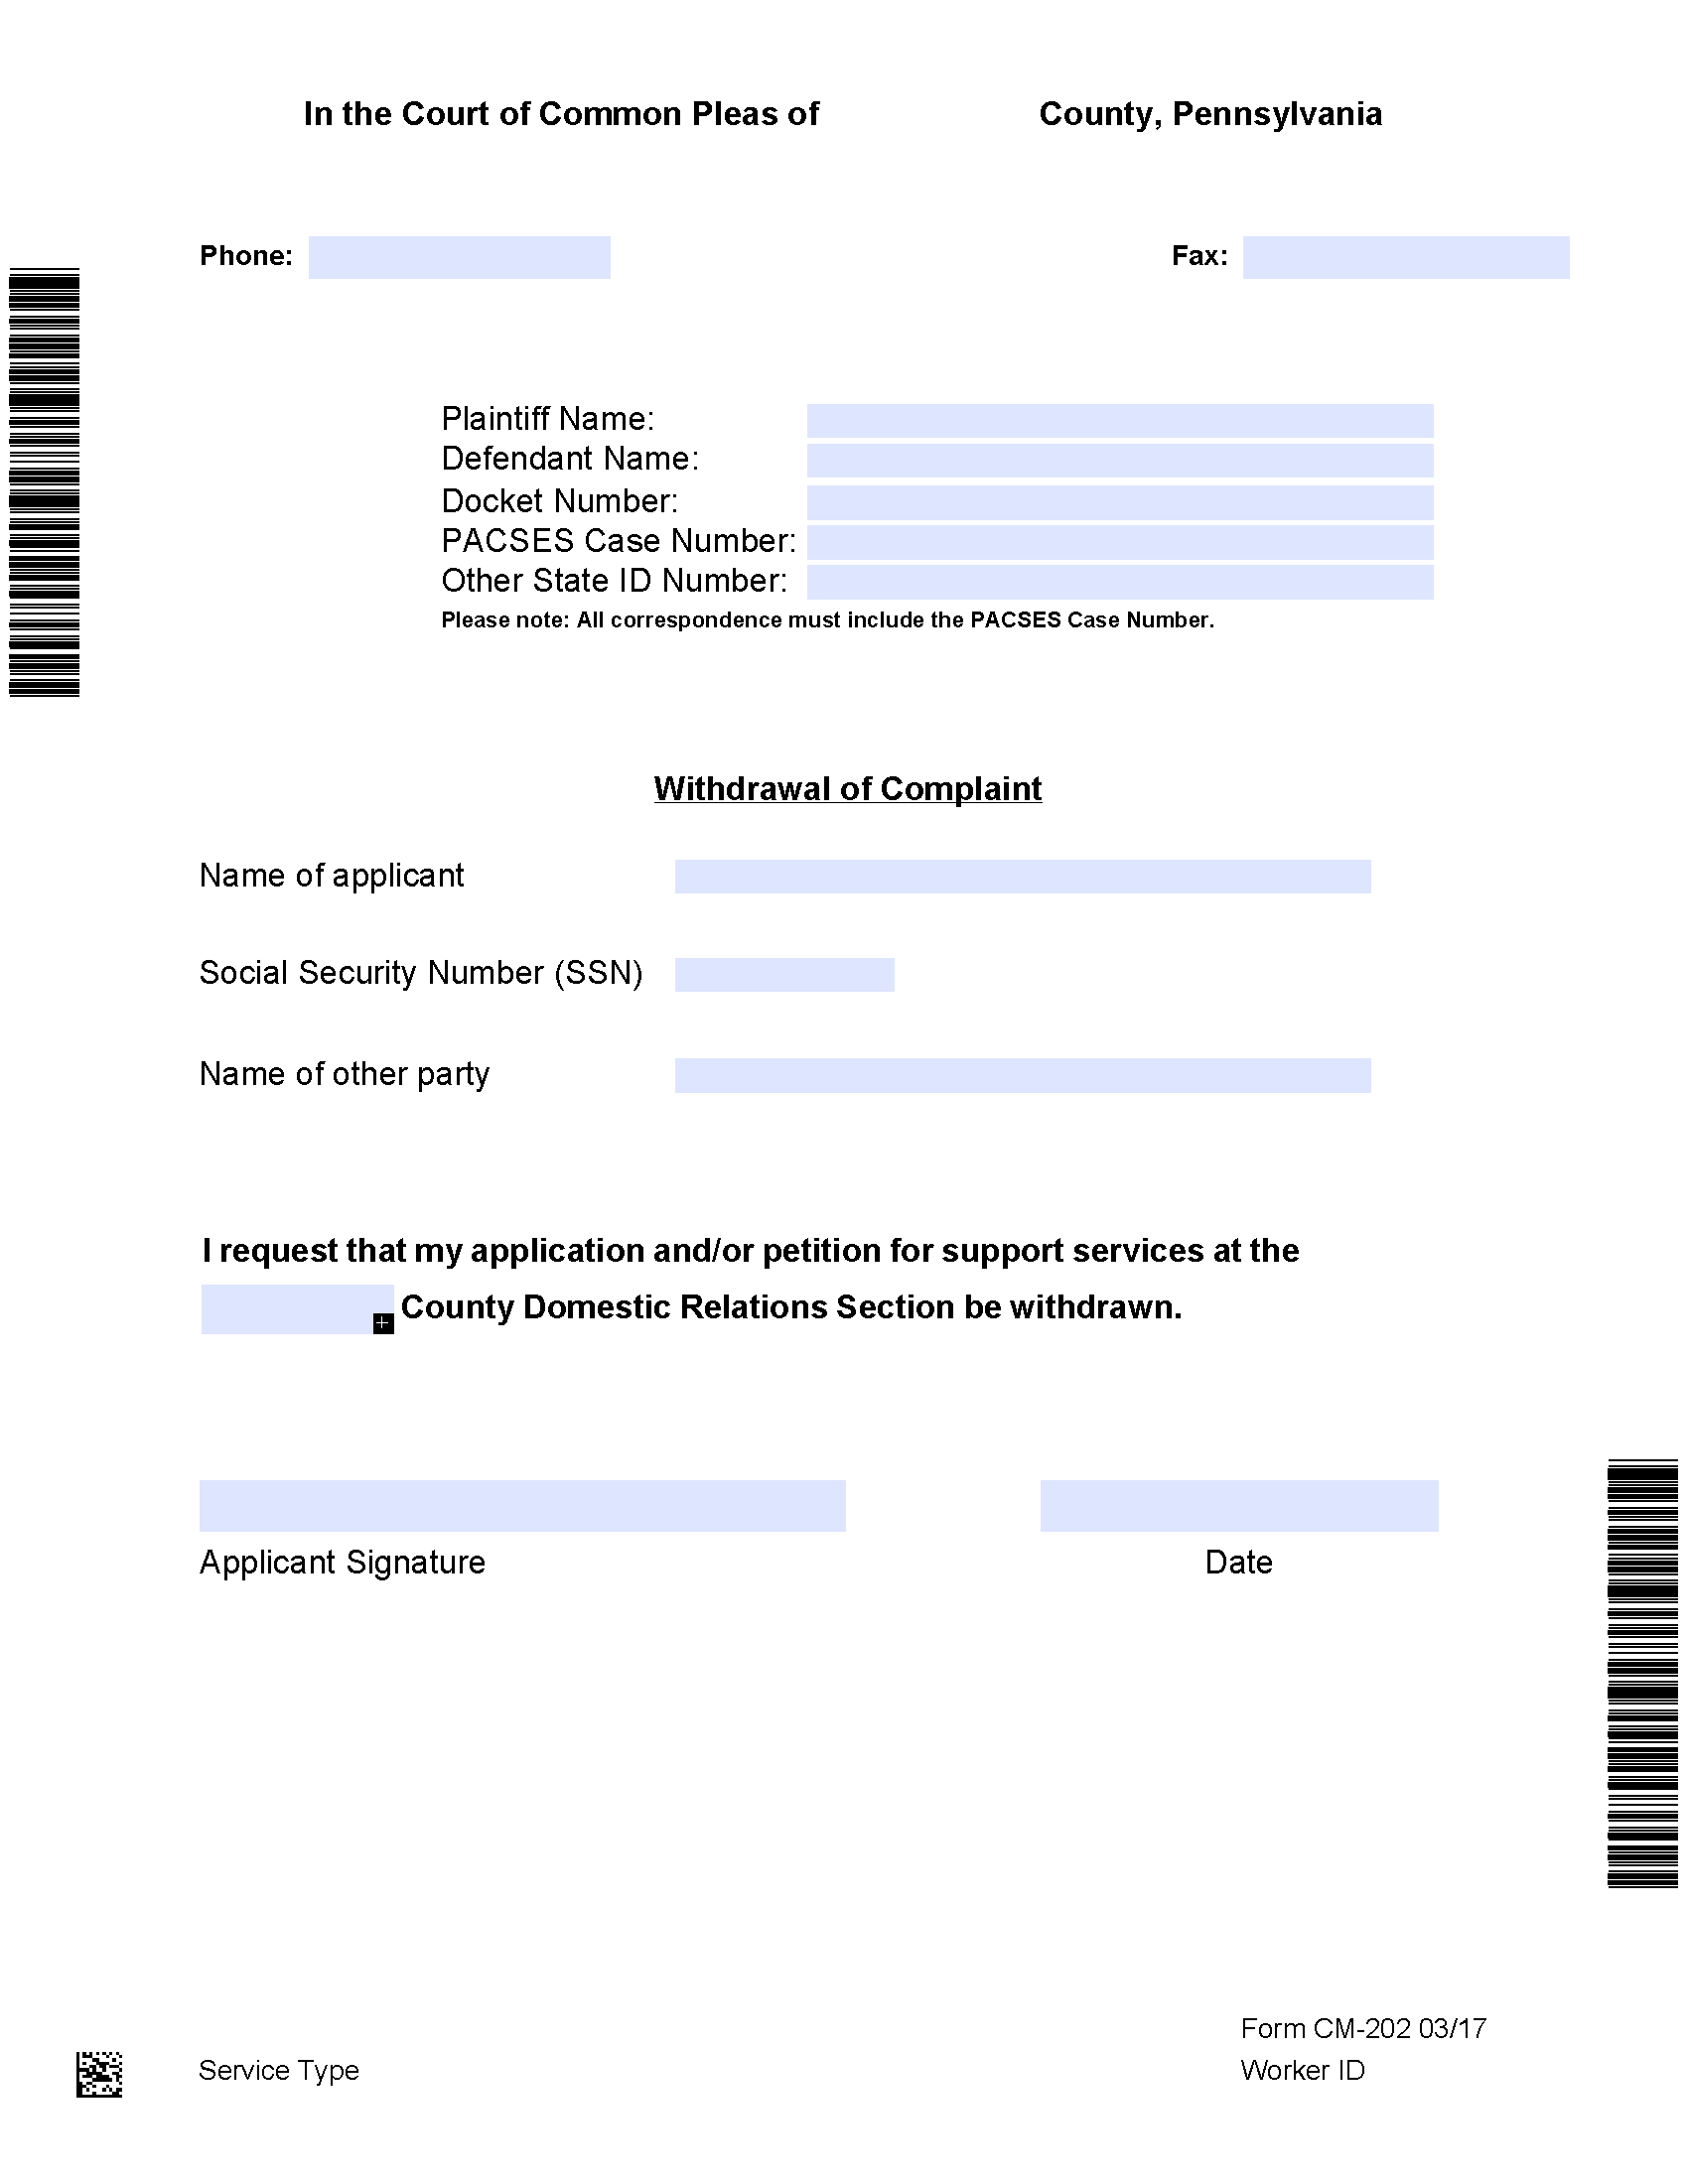 In the Court of Common Pleas of County, Pennsylvania
Phone: Fax:
Plaintiff Name:
Defendant Name:
Docket Number:
PACSES Case Number:
Other State ID Number:
Please note: All correspondence must include the PACSES Case Number.
Withdrawal of Complaint
Name of applicant
Social Security Number (SSN)
Name of other party
I request that my application and/or petition for support services at the
County Domestic Relations Section be withdrawn.
Applicant Signature Date
Form CM-202 03/17
Service Type Worker ID